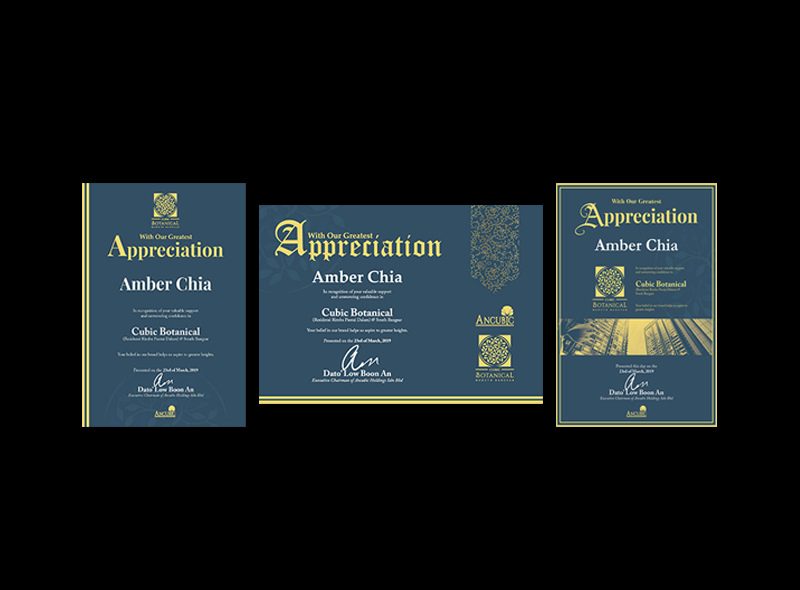 CUBIC
BOTANICAL
With Our Greatest
Appreciation
Amber Chia
In recognition of your valuable support
and unwavering confidence in
Cubic Botanical
(Residensi Rimba Pantai Dalam) @ South Bangsar
Your belief in our brand helps us aspire to greater heights.
Presented on the 23rd of March, 2019
Dato' Low Boon An
Executive Chairman of Ancubic Holdings Sdn Bhd
ANCUBIC
With Our Greatest
Appreciation
Amber Chia
In recognition of your valuable support
and unwavering confidence in
Cubic Botanical
(Residensi Rimba Pantai Dalam) @ South Bangsar
Your belief in our brand helps us aspire to greater heights.
Presented on the 23rd of March, 2019
Dato' Low Boon An
Executive Chairman of Ancubic Holdings Sdn Bhd
ANCUBIC
CUBIC
BOTANICAL
With Our Greatest
Appreciation
Amber Chia
CUBIC
BOTANICAL
In recognition of your valuable support
and unwavering confidence in
Cubic Botanical
(Residensi Rimba Pantai Dalam) @
South Bangsar
Your belief in our brand helps us aspire to
greater heights.
Presented this day on the
23rd of March, 2019
Dato' Low Boon An
Executive Chairman of Ancubic Holdings Sdn Bhd
ANCUBIC